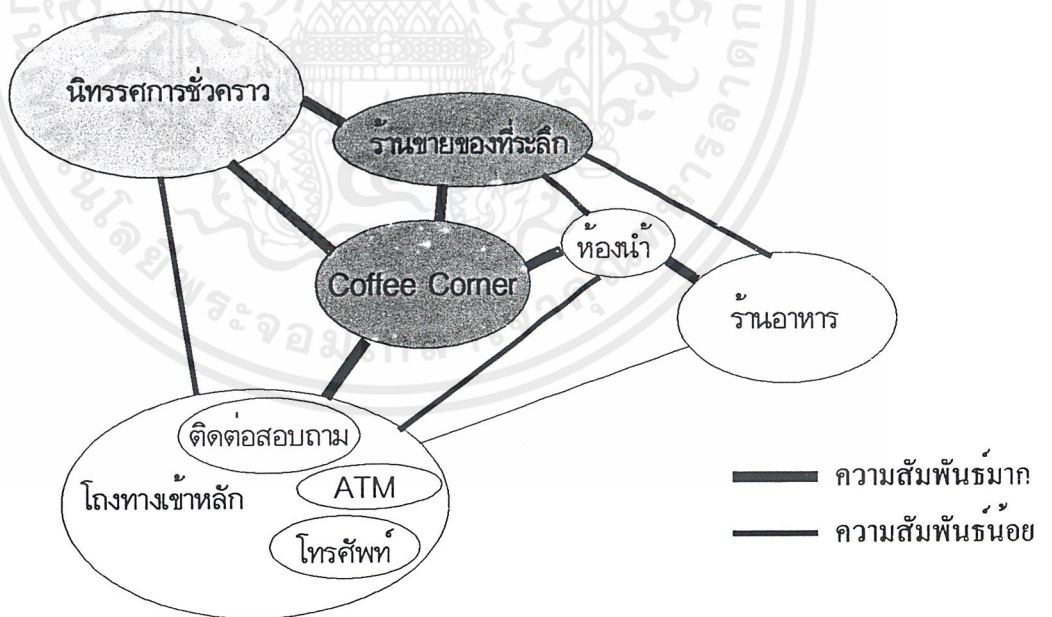 นิทรรศการชั่วคราว
ร้านขายของที่ระลึก
ห้องน้ำ
Coffee Corner
ร้านอาหาร
ติดต่อสอบถาม
ATM
โถงทางเข้าหลัก
โทรศัพท์
ความสัมพันธ์มาก
ความสัมพันธ์น้อย